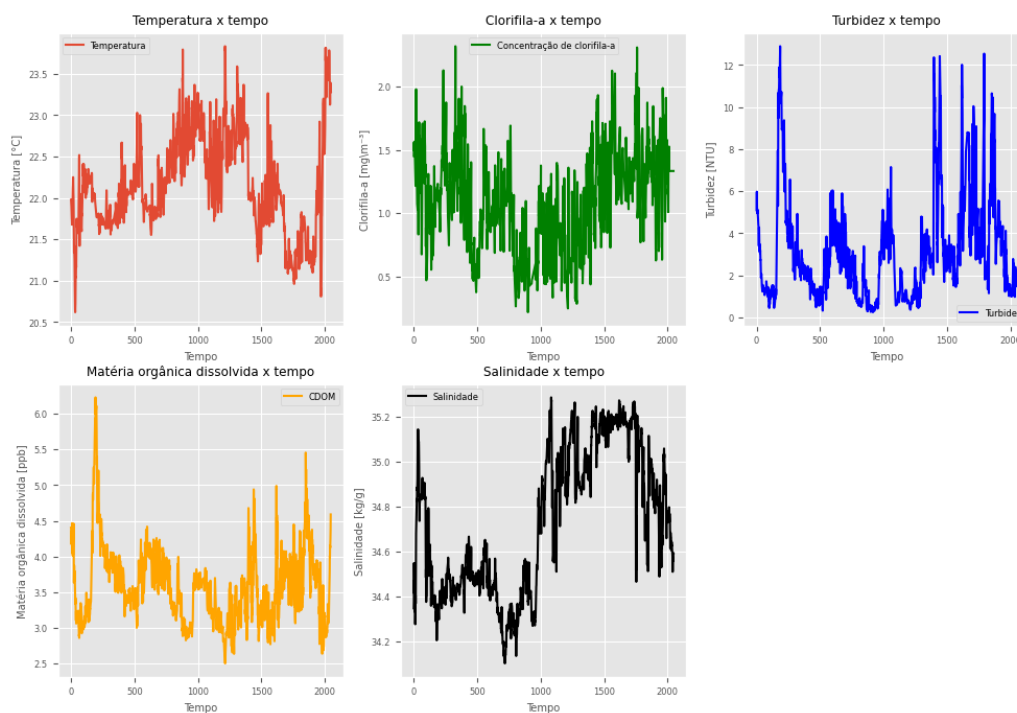 Temperatura x tempo
Temperatura
Temperatura [°C]
23.5
23.0
22.5
22.0
21.5
21.0
20.5
0 500 1000 1500 2000
Tempo
Clorifila-a x tempo
Concentração de clorifila-a
Clorifila-a [mg\m⁻³]
2.0
1.5
1.0
0.5
0 500 1000 1500 2000
Tempo
Turbidez x tempo
Turbidez [NTU]
12
10
8
6
4
2
0
Turbide
0 500 1000 1500 2000
Tempo
Matéria orgânica dissolvida x tempo
CDOM
Matéria orgânica dissolvida [ppb]
6.0
5.5
5.0
4.5
4.0
3.5
3.0
2.5
0 500 1000 1500 2000
Tempo
Salinidade x tempo
Salinidade
Salinidade [kg/g]
35.2
35.0
34.8
34.6
34.4
34.2
0 500 1000 1500 2000
Tempo